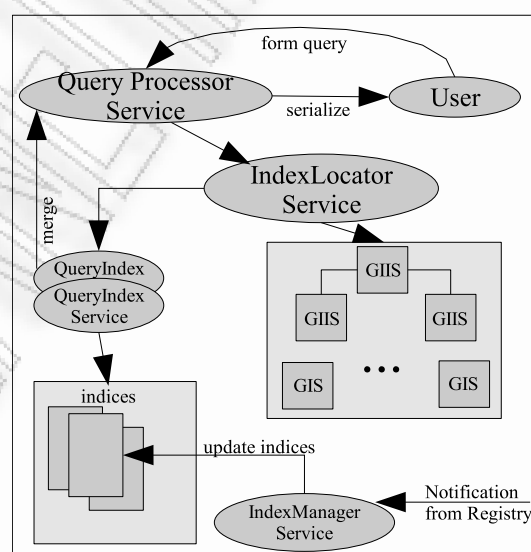 form query
Query Processor
Service
serialize
User
IndexLocator
Service
merge
QueryIndex
QueryIndex
Service
GIIS
GIIS
GIIS
GIS
•••
GIS
indices
update indices
Notification
from Registry
IndexManager
Service